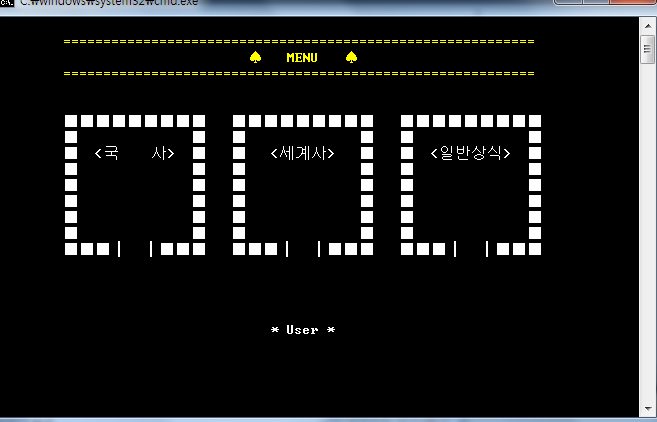 C:\windows\system32\cmd.exe
♠ MENU ♠
<국 사> <세계사> <일반상식>
* User *